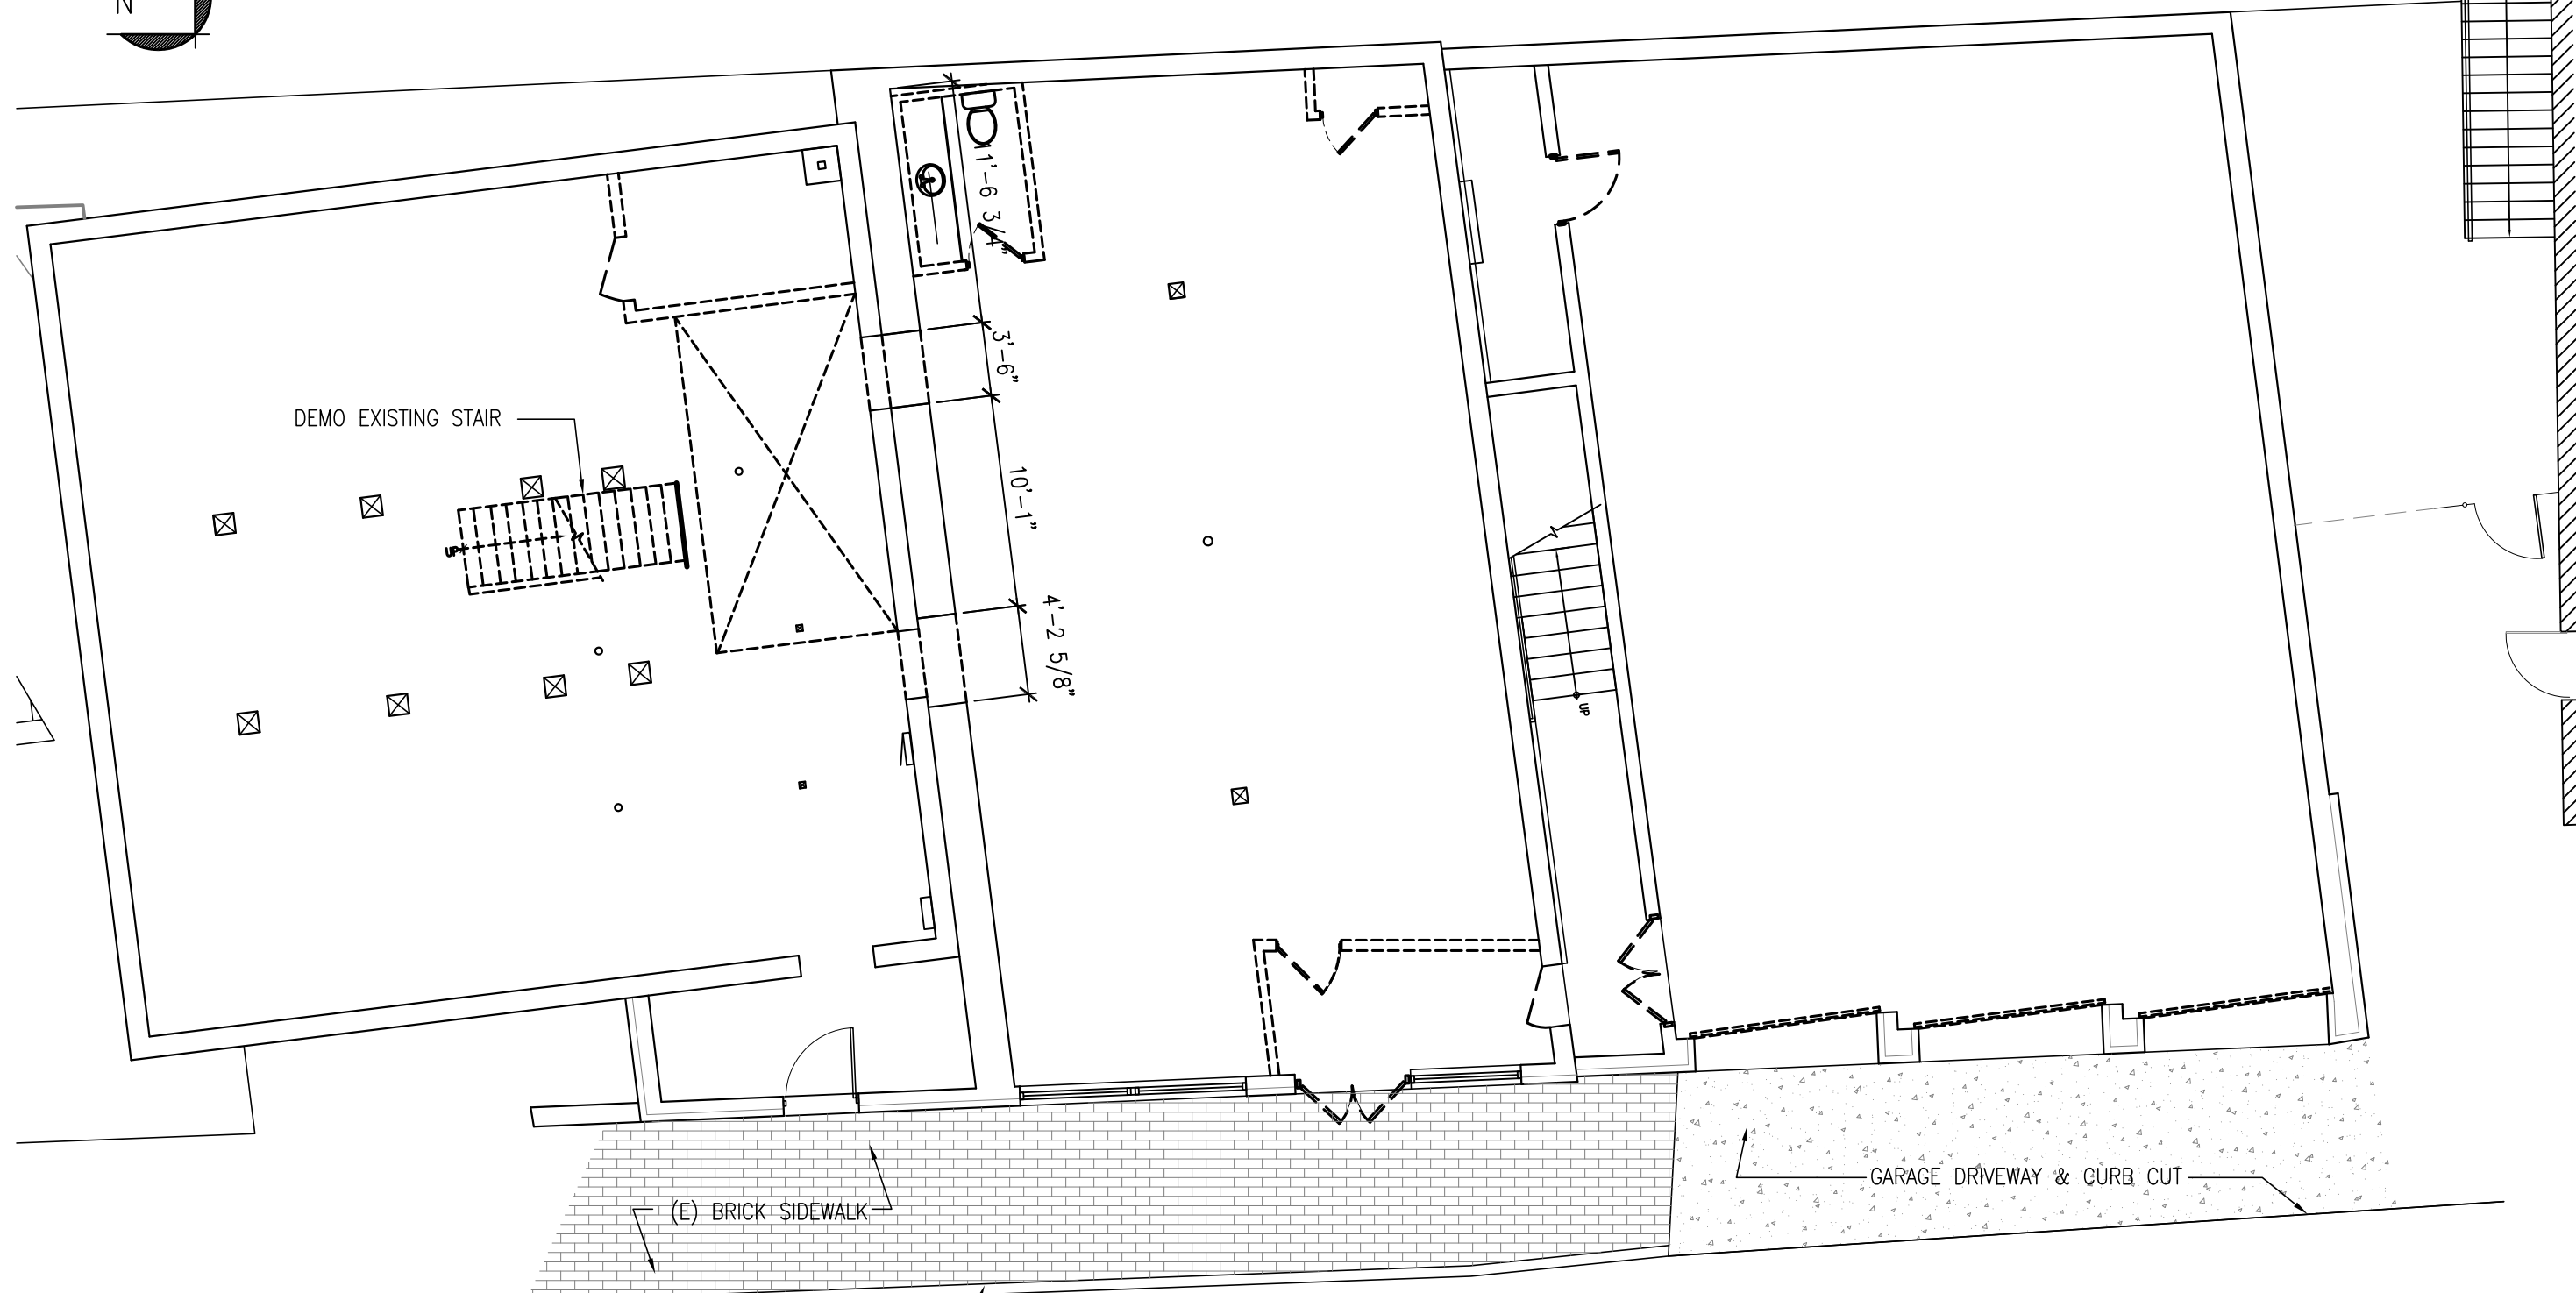 N
11'-6 3/4"
3'-6"
DEMO EXISTING STAIR
10'-1"
UP
4'-2 5/8"
UP
GARAGE DRIVEWAY & CURB CUT
(E) BRICK SIDEWALK